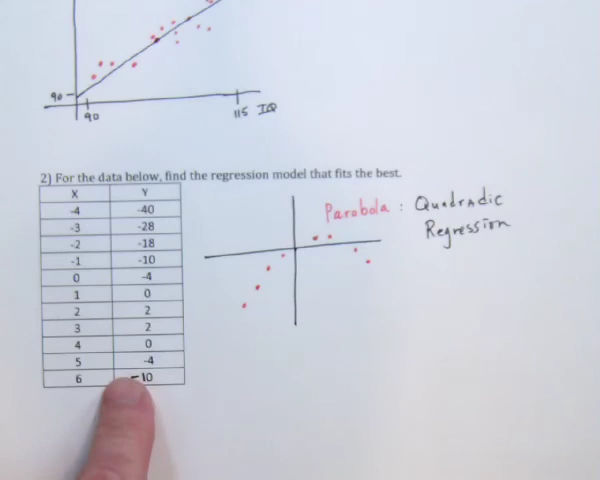 90
90
115 IQ
2) For the data below, find the regression model that fits the best.
X Y
-4 -40
-3 -28
-2 -18
-1 -10
0 -4
1 0
2 2
3 2
4 0
5 -4
6 -10
Parabola : Quadradic
Regression